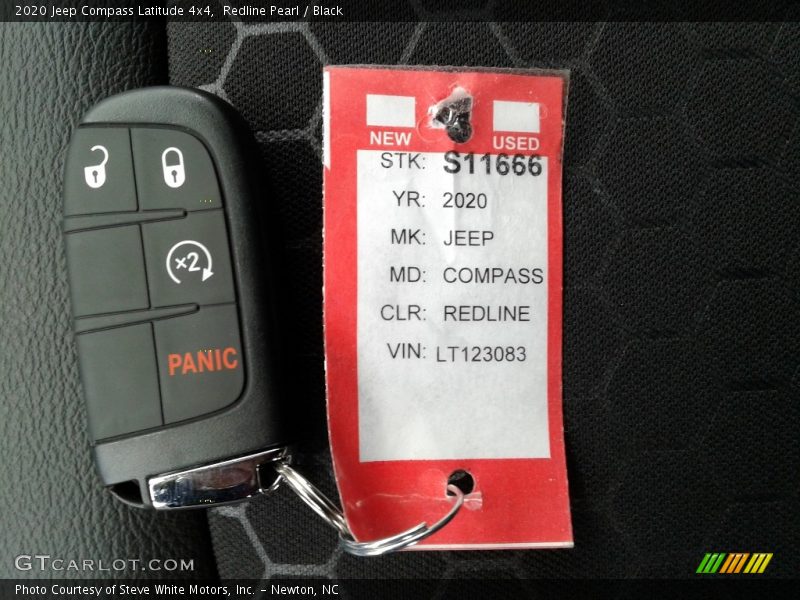 2020 Jeep Compass Latitude 4x4, Redline Pearl / Black
NEW USED
STK: S11666
YR: 2020
MK: JEEP
MD: COMPASS
CLR: REDLINE
VIN: LT123083
×2
PANIC
GTCARLOT.COM
Photo Courtesy of Steve White Motors, Inc. – Newton, NC